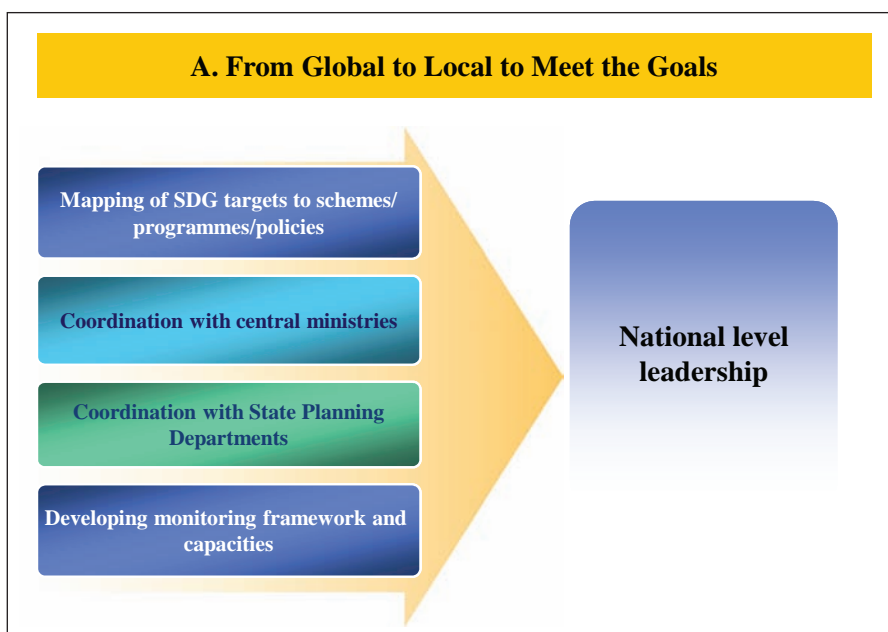 A. From Global to Local to Meet the Goals
Mapping of SDG targets to schemes/
programmes/policies
Coordination with central ministries
Coordination with State Planning
Departments
Developing monitoring framework and
capacities
National level
leadership